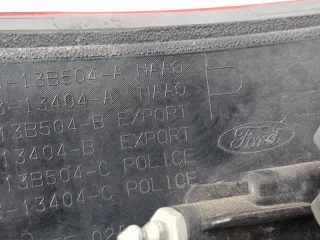 -13B504-A NAAO
-13404-A NAAO
13B504-B EXPORT
13404-B EXPORT
13B504-C POLICE
-13404-C POLICE
P
Ford